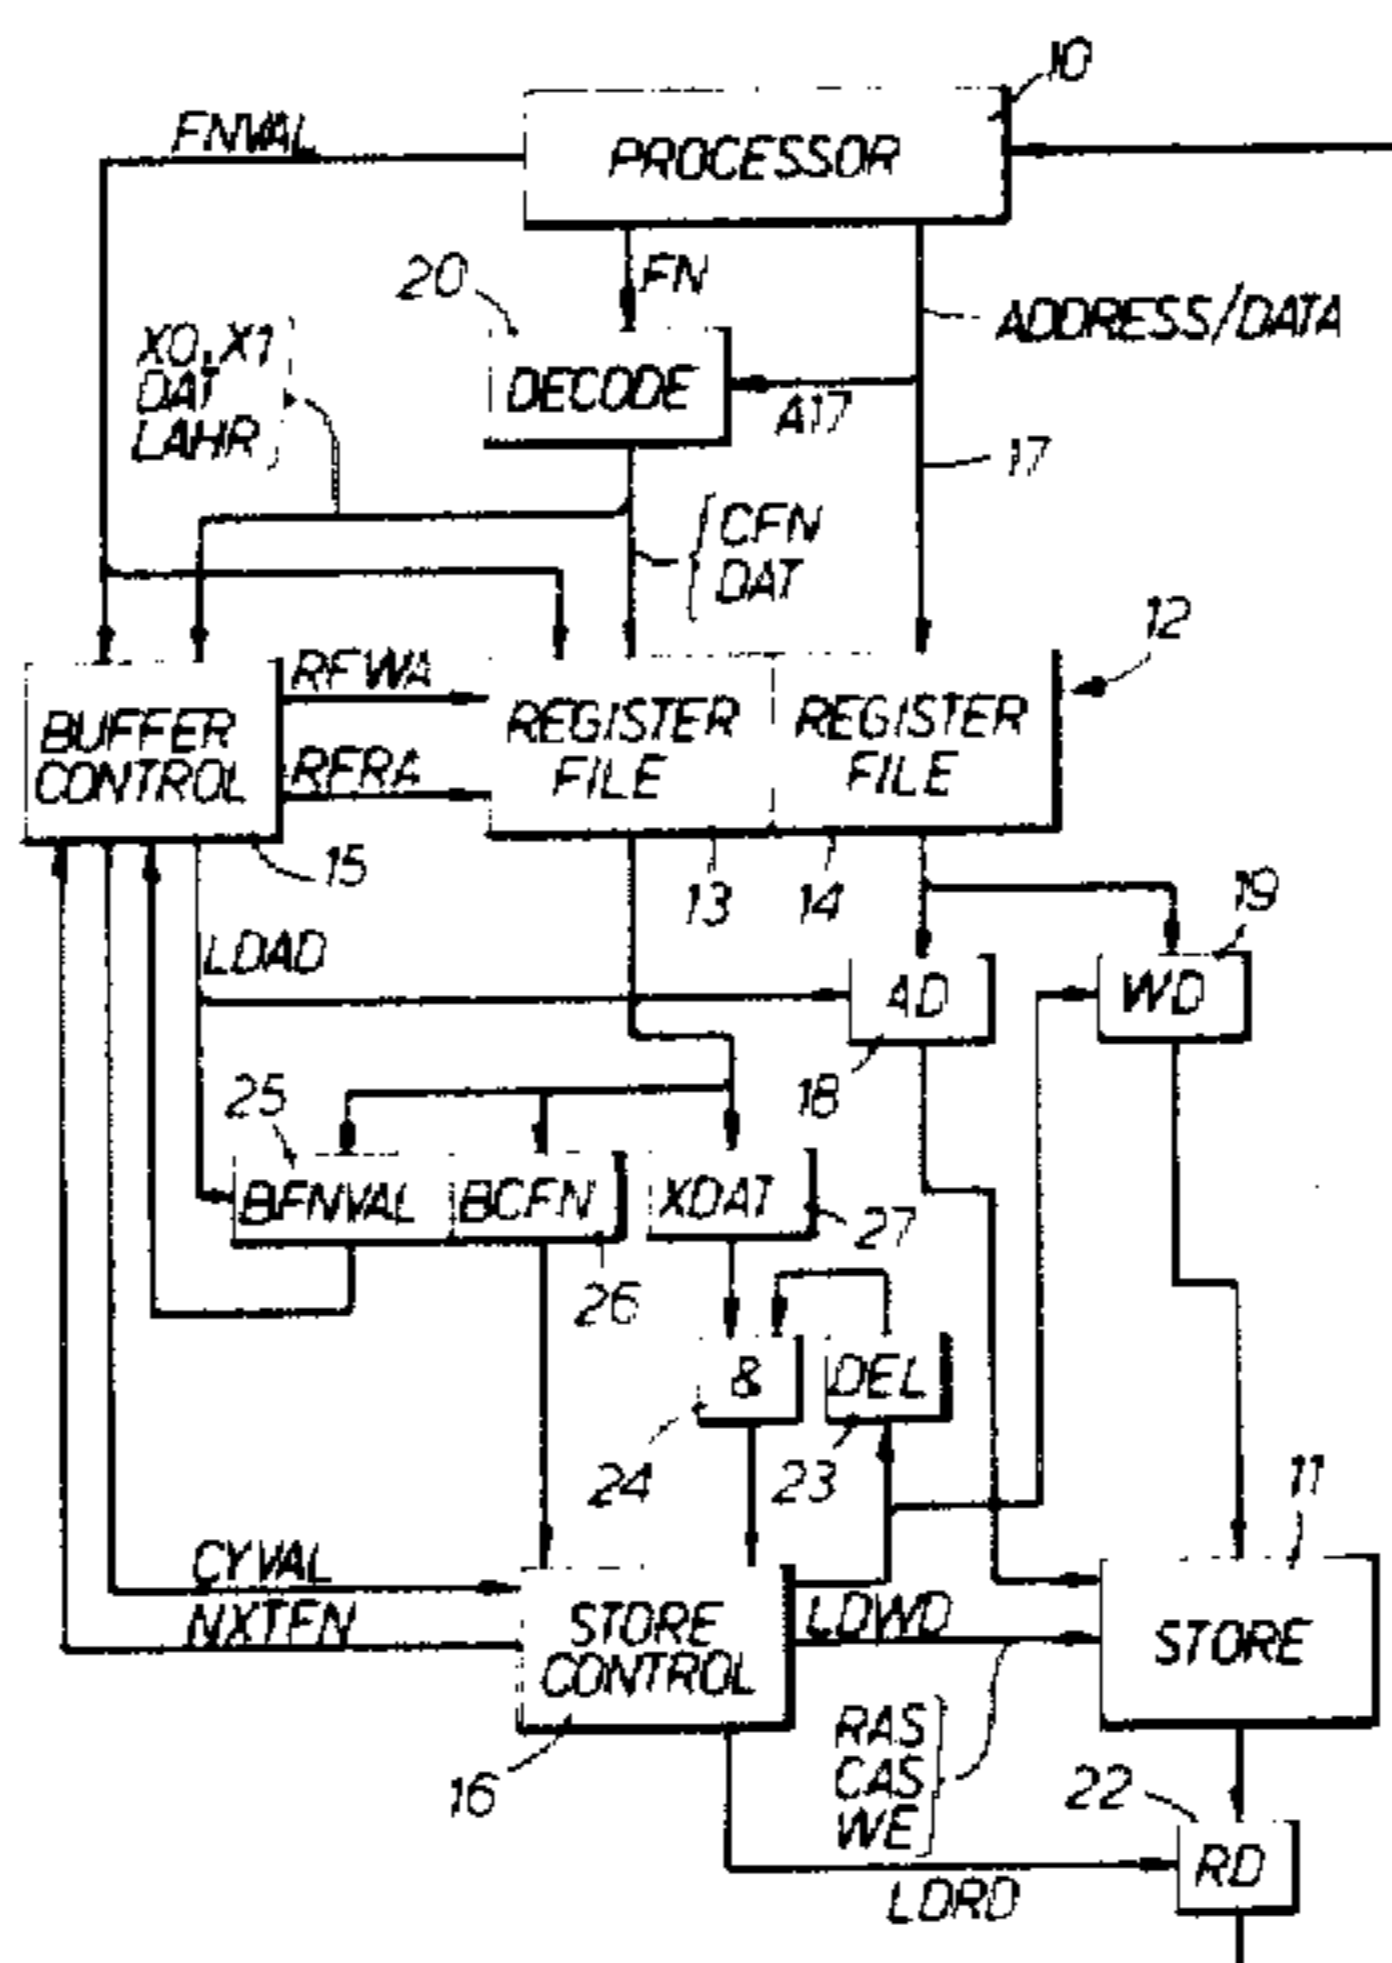 10
FNVAL
PROCESSOR
20
FN
ADDRESS/DATA
X0, X1
DAT
LAHR
DECODE
A17
17
CFN
DAT
12
RFWA
REGISTER
FILE
REGISTER
FILE
BUFFER
CONTROL
RFRA
15
13
14
19
LDAD
AD
WD
18
25
BFNVAL
BCFN
XDAT
27
26
&
DEL
24
23
11
CYVAL
NXTFN
STORE
CONTROL
LDWD
STORE
RAS
CAS
WE
16
22
RD
LDRD